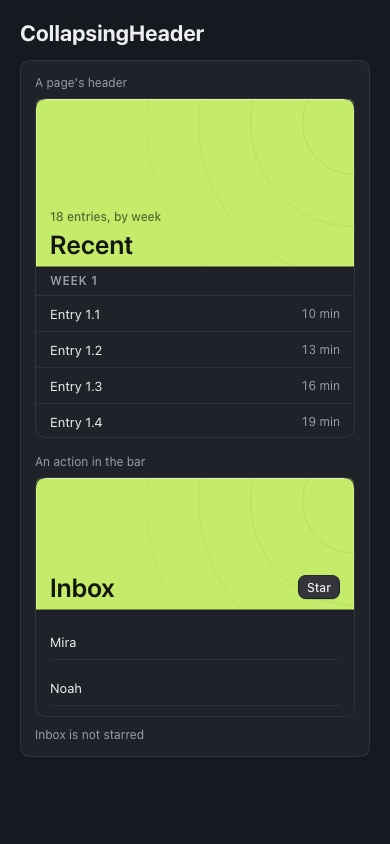 CollapsingHeader
A page's header
18 entries, by week
Recent
WEEK 1
Entry 1.1 10 min
Entry 1.2 13 min
Entry 1.3 16 min
Entry 1.4 19 min
An action in the bar
Inbox Star
Mira
Noah
Inbox is not starred